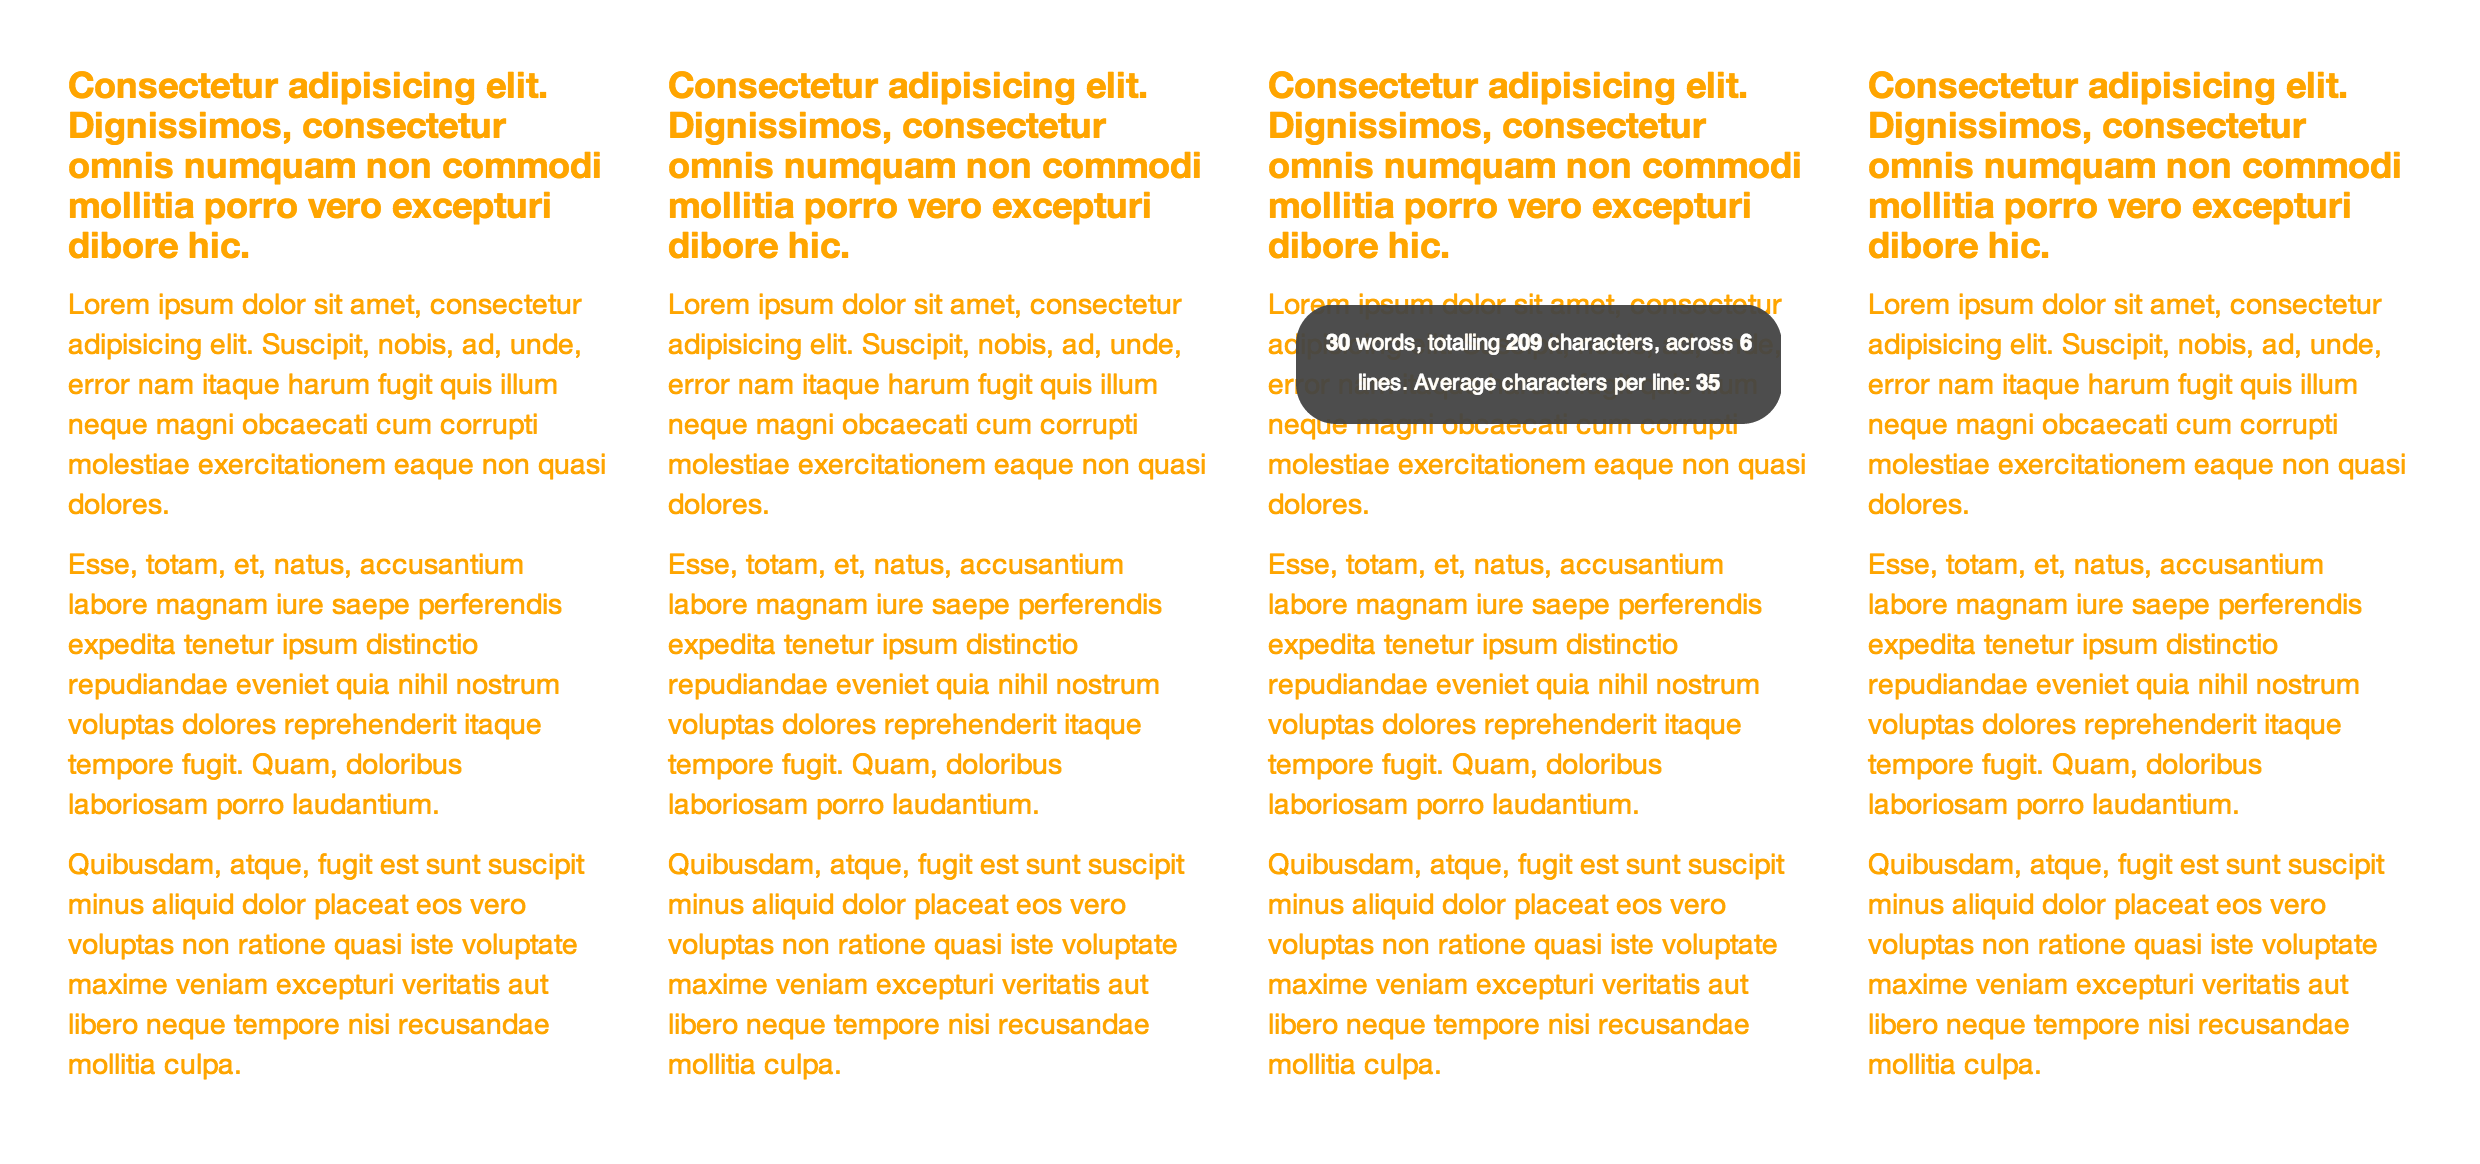 Consectetur adipisicing elit.
Dignissimos, consectetur
omnis numquam non commodi
mollitia porro vero excepturi
dibore hic.
Lorem ipsum dolor sit amet, consectetur
adipisicing elit. Suscipit, nobis, ad, unde,
error nam itaque harum fugit quis illum
neque magni obcaecati cum corrupti
molestiae exercitationem eaque non quasi
dolores.
Esse, totam, et, natus, accusantium
labore magnam iure saepe perferendis
expedita tenetur ipsum distinctio
repudiandae eveniet quia nihil nostrum
voluptas dolores reprehenderit itaque
tempore fugit. Quam, doloribus
laboriosam porro laudantium.
Quibusdam, atque, fugit est sunt suscipit
minus aliquid dolor placeat eos vero
voluptas non ratione quasi iste voluptate
maxime veniam excepturi veritatis aut
libero neque tempore nisi recusandae
mollitia culpa.
Consectetur adipisicing elit.
Dignissimos, consectetur
omnis numquam non commodi
mollitia porro vero excepturi
dibore hic.
Lorem ipsum dolor sit amet, consectetur
adipisicing elit. Suscipit, nobis, ad, unde,
error nam itaque harum fugit quis illum
neque magni obcaecati cum corrupti
molestiae exercitationem eaque non quasi
dolores.
Esse, totam, et, natus, accusantium
labore magnam iure saepe perferendis
expedita tenetur ipsum distinctio
repudiandae eveniet quia nihil nostrum
voluptas dolores reprehenderit itaque
tempore fugit. Quam, doloribus
laboriosam porro laudantium.
Quibusdam, atque, fugit est sunt suscipit
minus aliquid dolor placeat eos vero
voluptas non ratione quasi iste voluptate
maxime veniam excepturi veritatis aut
libero neque tempore nisi recusandae
mollitia culpa.
Consectetur adipisicing elit.
Dignissimos, consectetur
omnis numquam non commodi
mollitia porro vero excepturi
dibore hic.
Lorem ipsum dolor sit amet, consectetur
30 words, totalling 209 characters, across 6
lines. Average characters per line: 35
neque magni obcaecati cum corrupti
molestiae exercitationem eaque non quasi
dolores.
Esse, totam, et, natus, accusantium
labore magnam iure saepe perferendis
expedita tenetur ipsum distinctio
repudiandae eveniet quia nihil nostrum
voluptas dolores reprehenderit itaque
tempore fugit. Quam, doloribus
laboriosam porro laudantium.
Quibusdam, atque, fugit est sunt suscipit
minus aliquid dolor placeat eos vero
voluptas non ratione quasi iste voluptate
maxime veniam excepturi veritatis aut
libero neque tempore nisi recusandae
mollitia culpa.
Consectetur adipisicing elit.
Dignissimos, consectetur
omnis numquam non commodi
mollitia porro vero excepturi
dibore hic.
Lorem ipsum dolor sit amet, consectetur
adipisicing elit. Suscipit, nobis, ad, unde,
error nam itaque harum fugit quis illum
neque magni obcaecati cum corrupti
molestiae exercitationem eaque non quasi
dolores.
Esse, totam, et, natus, accusantium
labore magnam iure saepe perferendis
expedita tenetur ipsum distinctio
repudiandae eveniet quia nihil nostrum
voluptas dolores reprehenderit itaque
tempore fugit. Quam, doloribus
laboriosam porro laudantium.
Quibusdam, atque, fugit est sunt suscipit
minus aliquid dolor placeat eos vero
voluptas non ratione quasi iste voluptate
maxime veniam excepturi veritatis aut
libero neque tempore nisi recusandae
mollitia culpa.